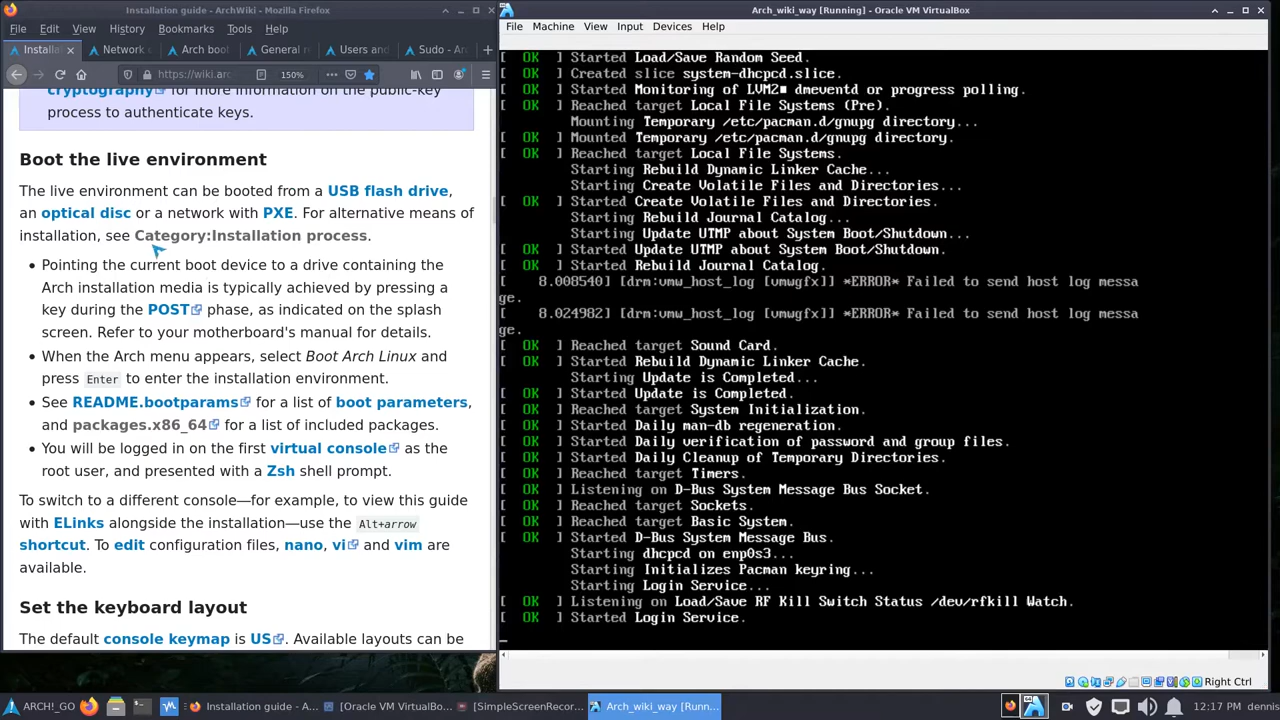 Installation guide - ArchWiki - Mozilla Firefox
File Edit View History Bookmarks Tools Help
Installa
Network
Arch boo
General r
Users and
Sudo - Ar
https://wiki.arc
150%
cryptography for more information on the public-key
process to authenticate keys.
Boot the live environment
The live environment can be booted from a USB flash drive,
an optical disc or a network with PXE. For alternative means of
installation, see Category:Installation process.
• Pointing the current boot device to a drive containing the
Arch installation media is typically achieved by pressing a
key during the POST phase, as indicated on the splash
screen. Refer to your motherboard's manual for details.
• When the Arch menu appears, select Boot Arch Linux and
press Enter to enter the installation environment.
• See README.bootparams for a list of boot parameters,
and packages.x86_64 for a list of included packages.
• You will be logged in on the first virtual console as the
root user, and presented with a Zsh shell prompt.
To switch to a different console—for example, to view this guide
with ELinks alongside the installation—use the Alt+arrow
shortcut. To edit configuration files, nano, vi and vim are
available.
Set the keyboard layout
The default console keymap is US. Available layouts can be
Arch_wiki_way [Running] - Oracle VM VirtualBox
File Machine View Input Devices Help
[ OK ] Started Load/Save Random Seed.
[ OK ] Created slice system-dhcpcd.slice.
[ OK ] Started Monitoring of LVM2■ dmeventd or progress polling.
[ OK ] Reached target Local File Systems (Pre).
Mounting Temporary /etc/pacman.d/gnupg directory...
[ OK ] Mounted Temporary /etc/pacman.d/gnupg directory.
[ OK ] Reached target Local File Systems.
Starting Rebuild Dynamic Linker Cache...
Starting Create Volatile Files and Directories...
[ OK ] Started Create Volatile Files and Directories.
Starting Rebuild Journal Catalog...
Starting Update UTMP about System Boot/Shutdown...
[ OK ] Started Update UTMP about System Boot/Shutdown.
[ OK ] Started Rebuild Journal Catalog.
[ 8.008540] [drm:vmw_host_log [vmwgfx]] *ERROR* Failed to send host log messa
ge.
[ 8.024982] [drm:vmw_host_log [vmwgfx]] *ERROR* Failed to send host log messa
ge.
[ OK ] Reached target Sound Card.
[ OK ] Started Rebuild Dynamic Linker Cache.
Starting Update is Completed...
[ OK ] Started Update is Completed.
[ OK ] Reached target System Initialization.
[ OK ] Started Daily man-db regeneration.
[ OK ] Started Daily verification of password and group files.
[ OK ] Started Daily Cleanup of Temporary Directories.
[ OK ] Reached target Timers.
[ OK ] Listening on D-Bus System Message Bus Socket.
[ OK ] Reached target Sockets.
[ OK ] Reached target Basic System.
[ OK ] Started D-Bus System Message Bus.
Starting dhcpcd on enp0s3...
Starting Initializes Pacman keyring...
Starting Login Service...
[ OK ] Listening on Load/Save RF Kill Switch Status /dev/rfkill Watch.
[ OK ] Started Login Service.
Right Ctrl
ARCH!_GO
Installation guide - A...
[Oracle VM VirtualBo...
[SimpleScreenRecor...
Arch_wiki_way [Runn...
12:17 PM
dennis